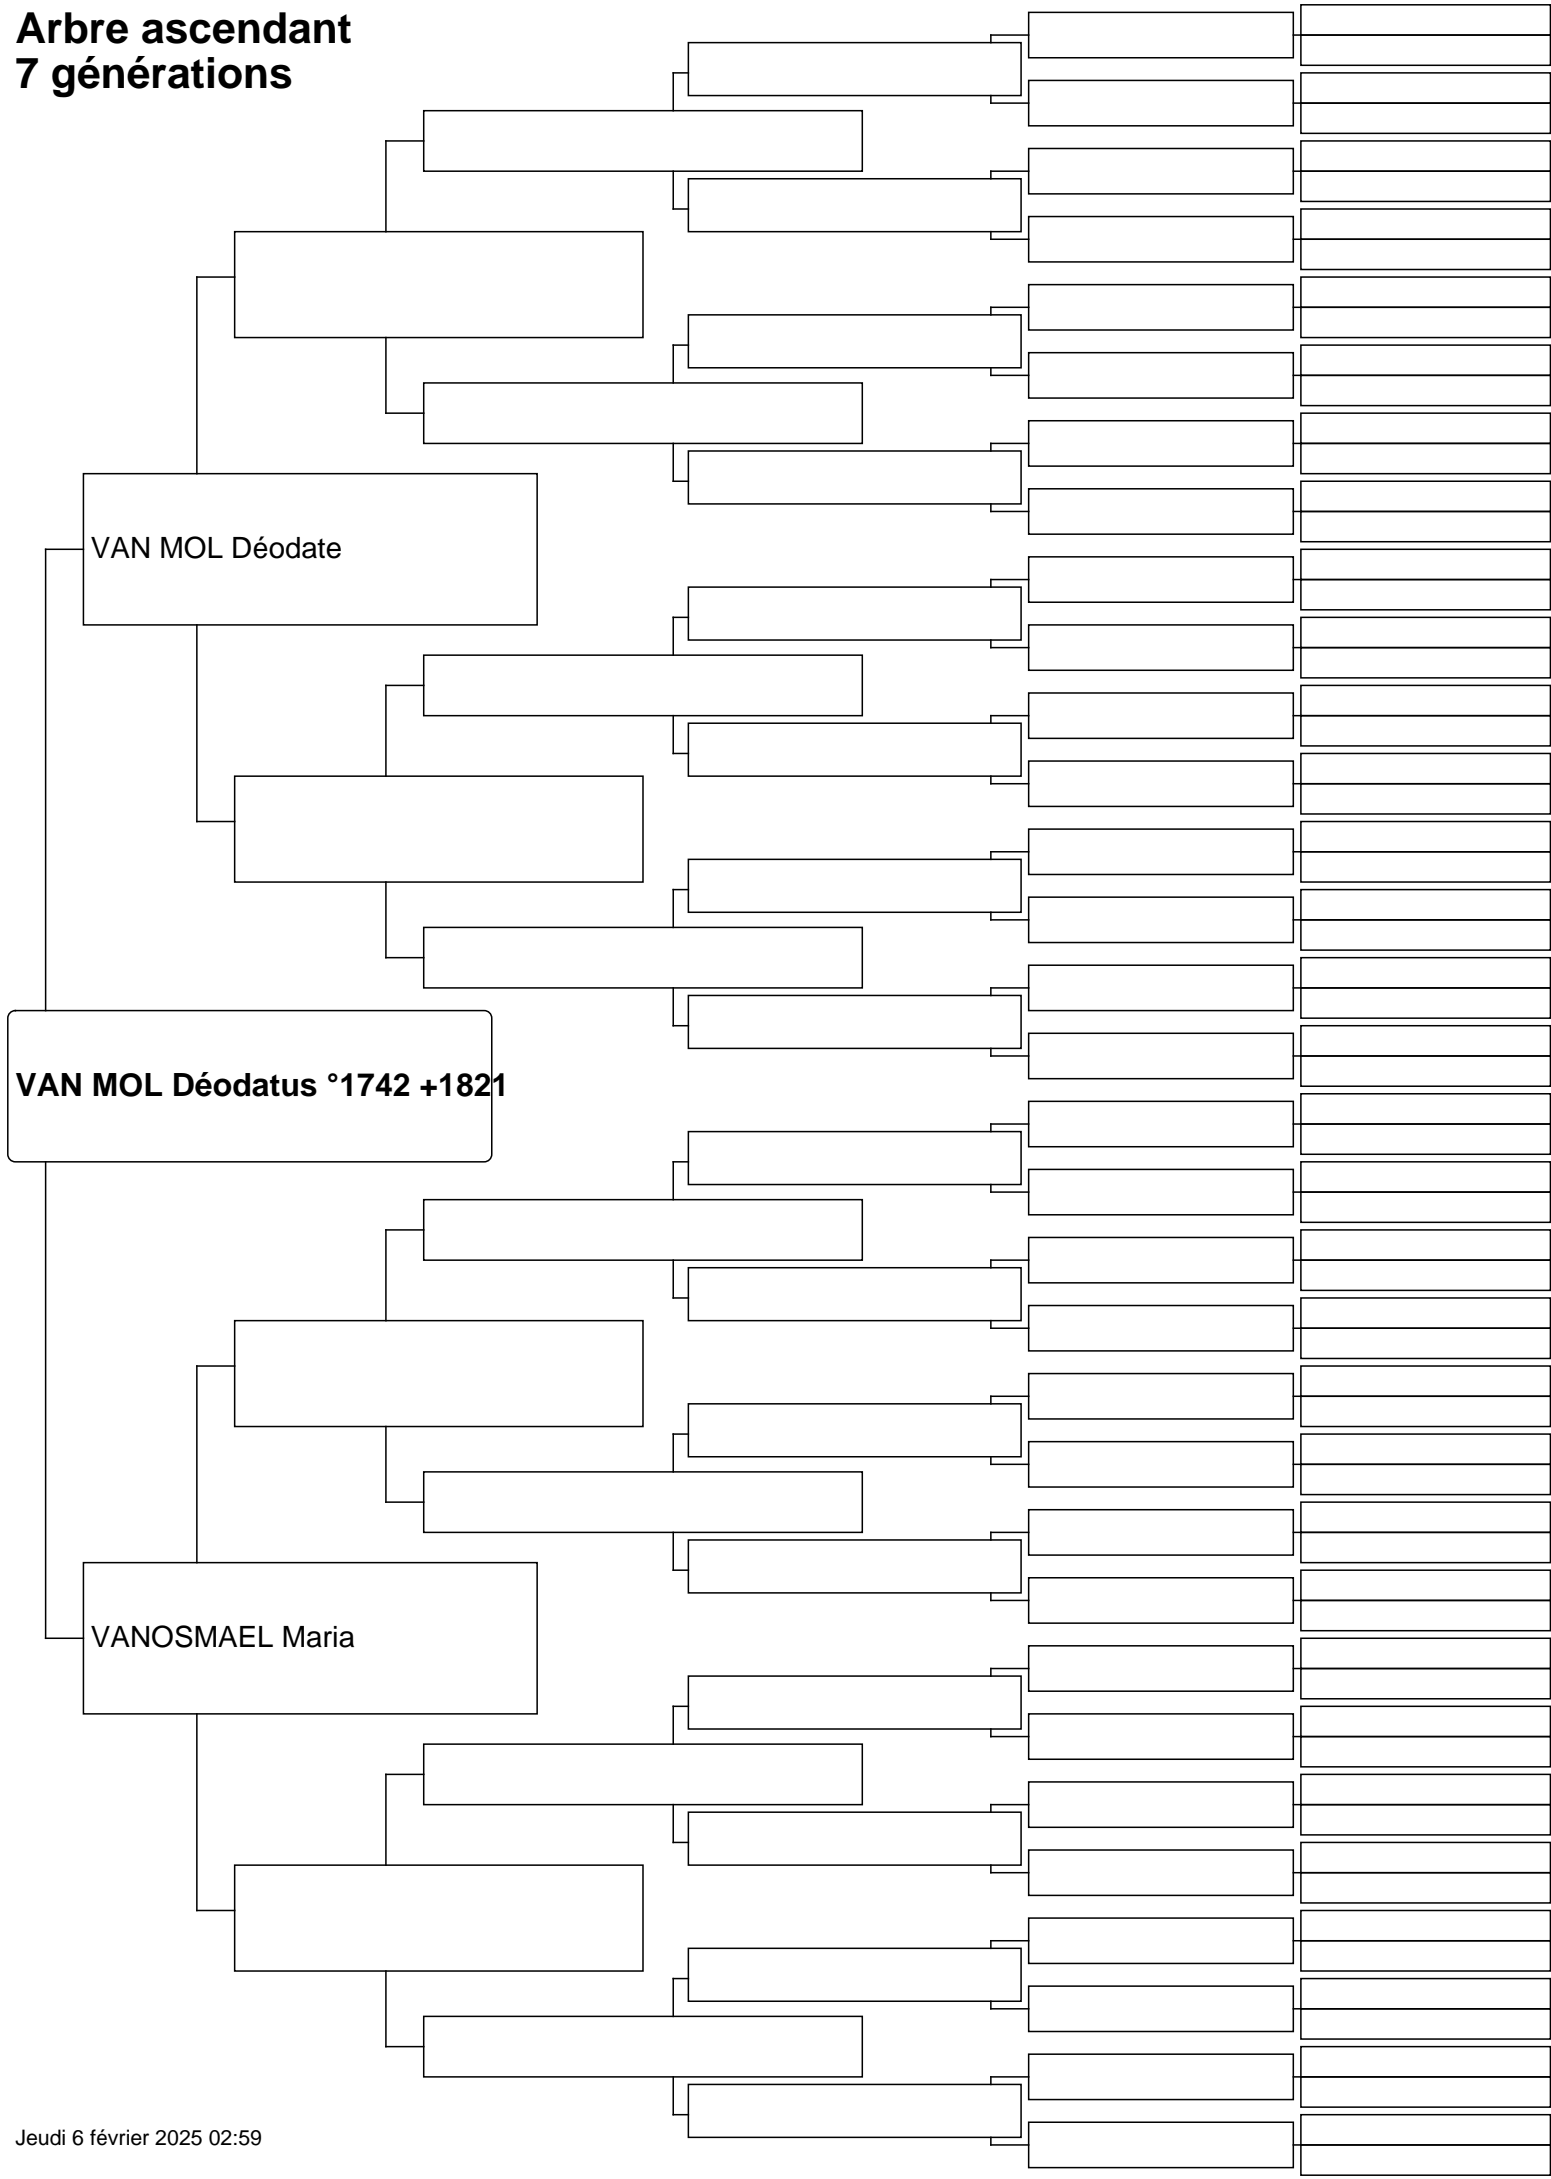 Arbre ascendant
7 générations
VAN MOL Déodate
VAN MOL Déodatus °1742 +1821
VANOSMAEL Maria
Jeudi 6 février 2025 02:59